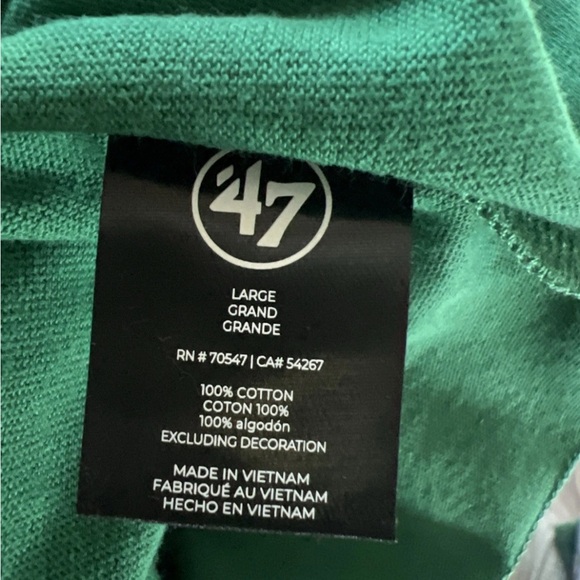 '47
LARGE
GRAND
GRANDE
RN # 70547 | CA# 54267
100% COTTON
COTON 100%
100% algodón
EXCLUDING DECORATION
MADE IN VIETNAM
FABRIQUÉ AU VIETNAM
HECHO EN VIETNAM